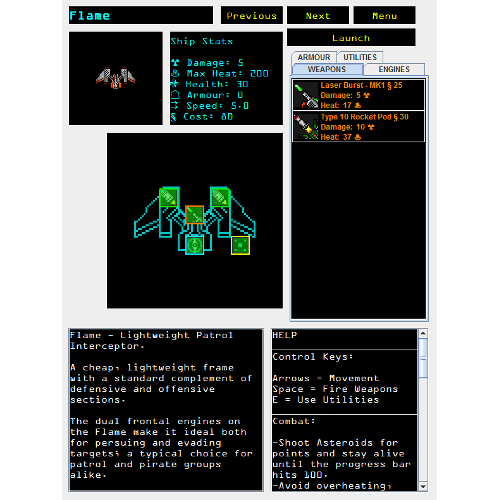 Flame
Previous
Next
Menu
Launch
Ship Stats
Damage: 5
Max Heat: 200
Health: 30
Armour: 0
Speed: 5.0
§ Cost: 80
ARMOUR
UTILITIES
WEAPONS
ENGINES
Laser Burst - MK1 § 25
Damage: 5
Heat: 17
Type 10 Rocket Pod § 30
Damage: 10
Heat: 37
Flame - Lightweight Patrol
Interceptor.
A cheap, lightweight frame
with a standard complement of
defensive and offensive
sections.
The dual frontal engines on
the Flame make it ideal both
for persuing and evading
targets; a typical choice for
patrol and pirate groups
alike.
HELP
Control Keys:
Arrows = Movement
Space = Fire Weapons
E = Use Utilities
Combat:
-Shoot Asteroids for
points and stay alive
until the progress bar
hits 100.
-Avoid overheating,